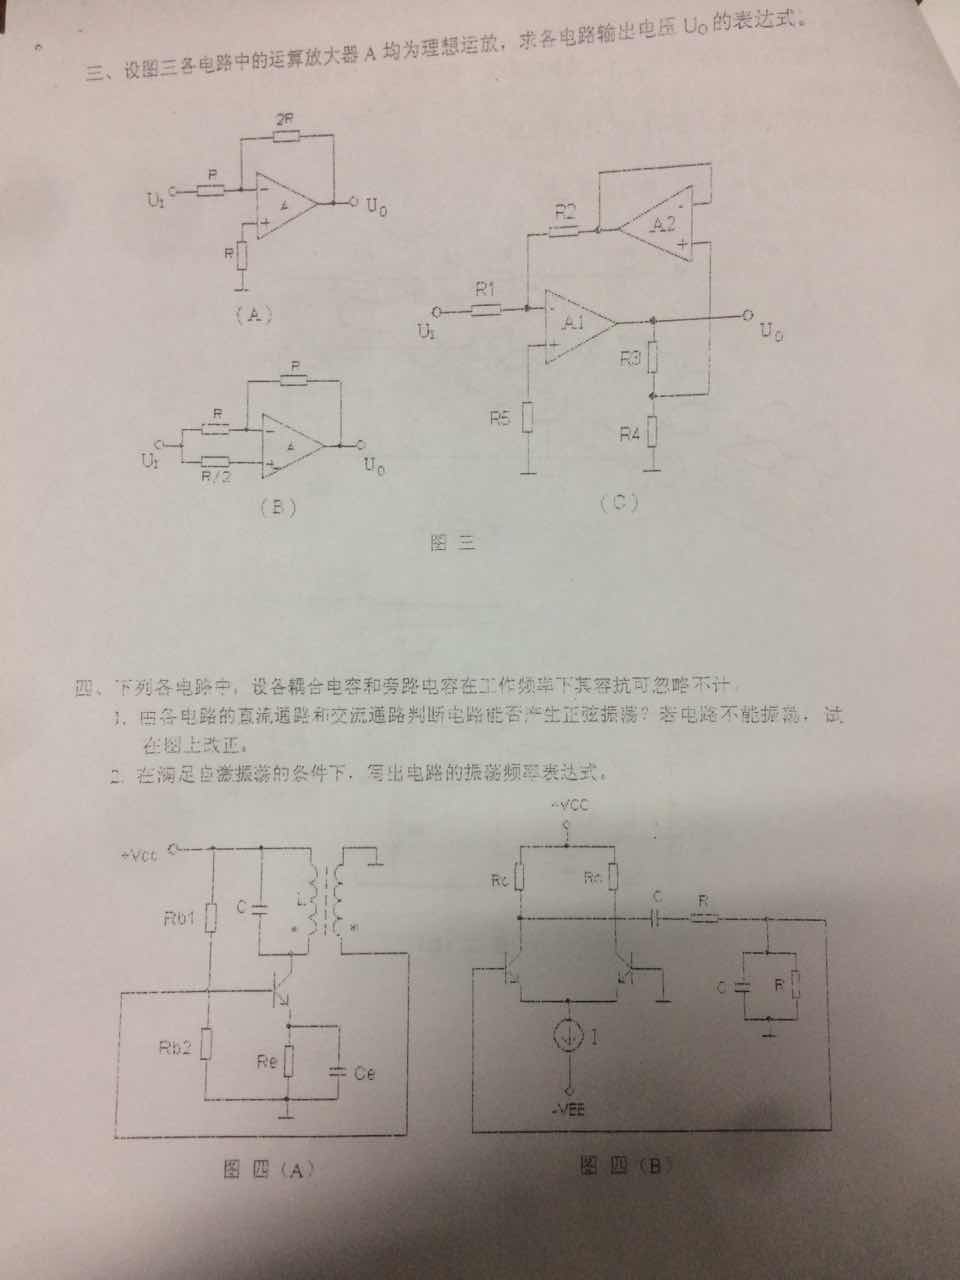 三、设图三各电路中的运算放大器 A 均为理想运放，求各电路输出电压 U₀ 的表达式。
2R
R
U_I
A
U₀
R
(A)
R
R
U_I
A
R/2
U₀
(B)
R2
A2
R1
U_I
A1
U₀
R3
R5
R4
(C)
图 三
四、下列各电路中，设各耦合电容和旁路电容在工作频率下其容抗可忽略不计。
1. 由各电路的直流通路和交流通路判断电路能否产生正弦振荡？若电路不能振荡，试
在图上改正。
2. 在满足自激振荡的条件下，写出电路的振荡频率表达式。
+Vcc
Rb1
C
L
*
*
Rb2
Re
Ce
图 四（A）
+VCC
Rc
Rc
C
R
C
R
I
-VEE
图 四（B）